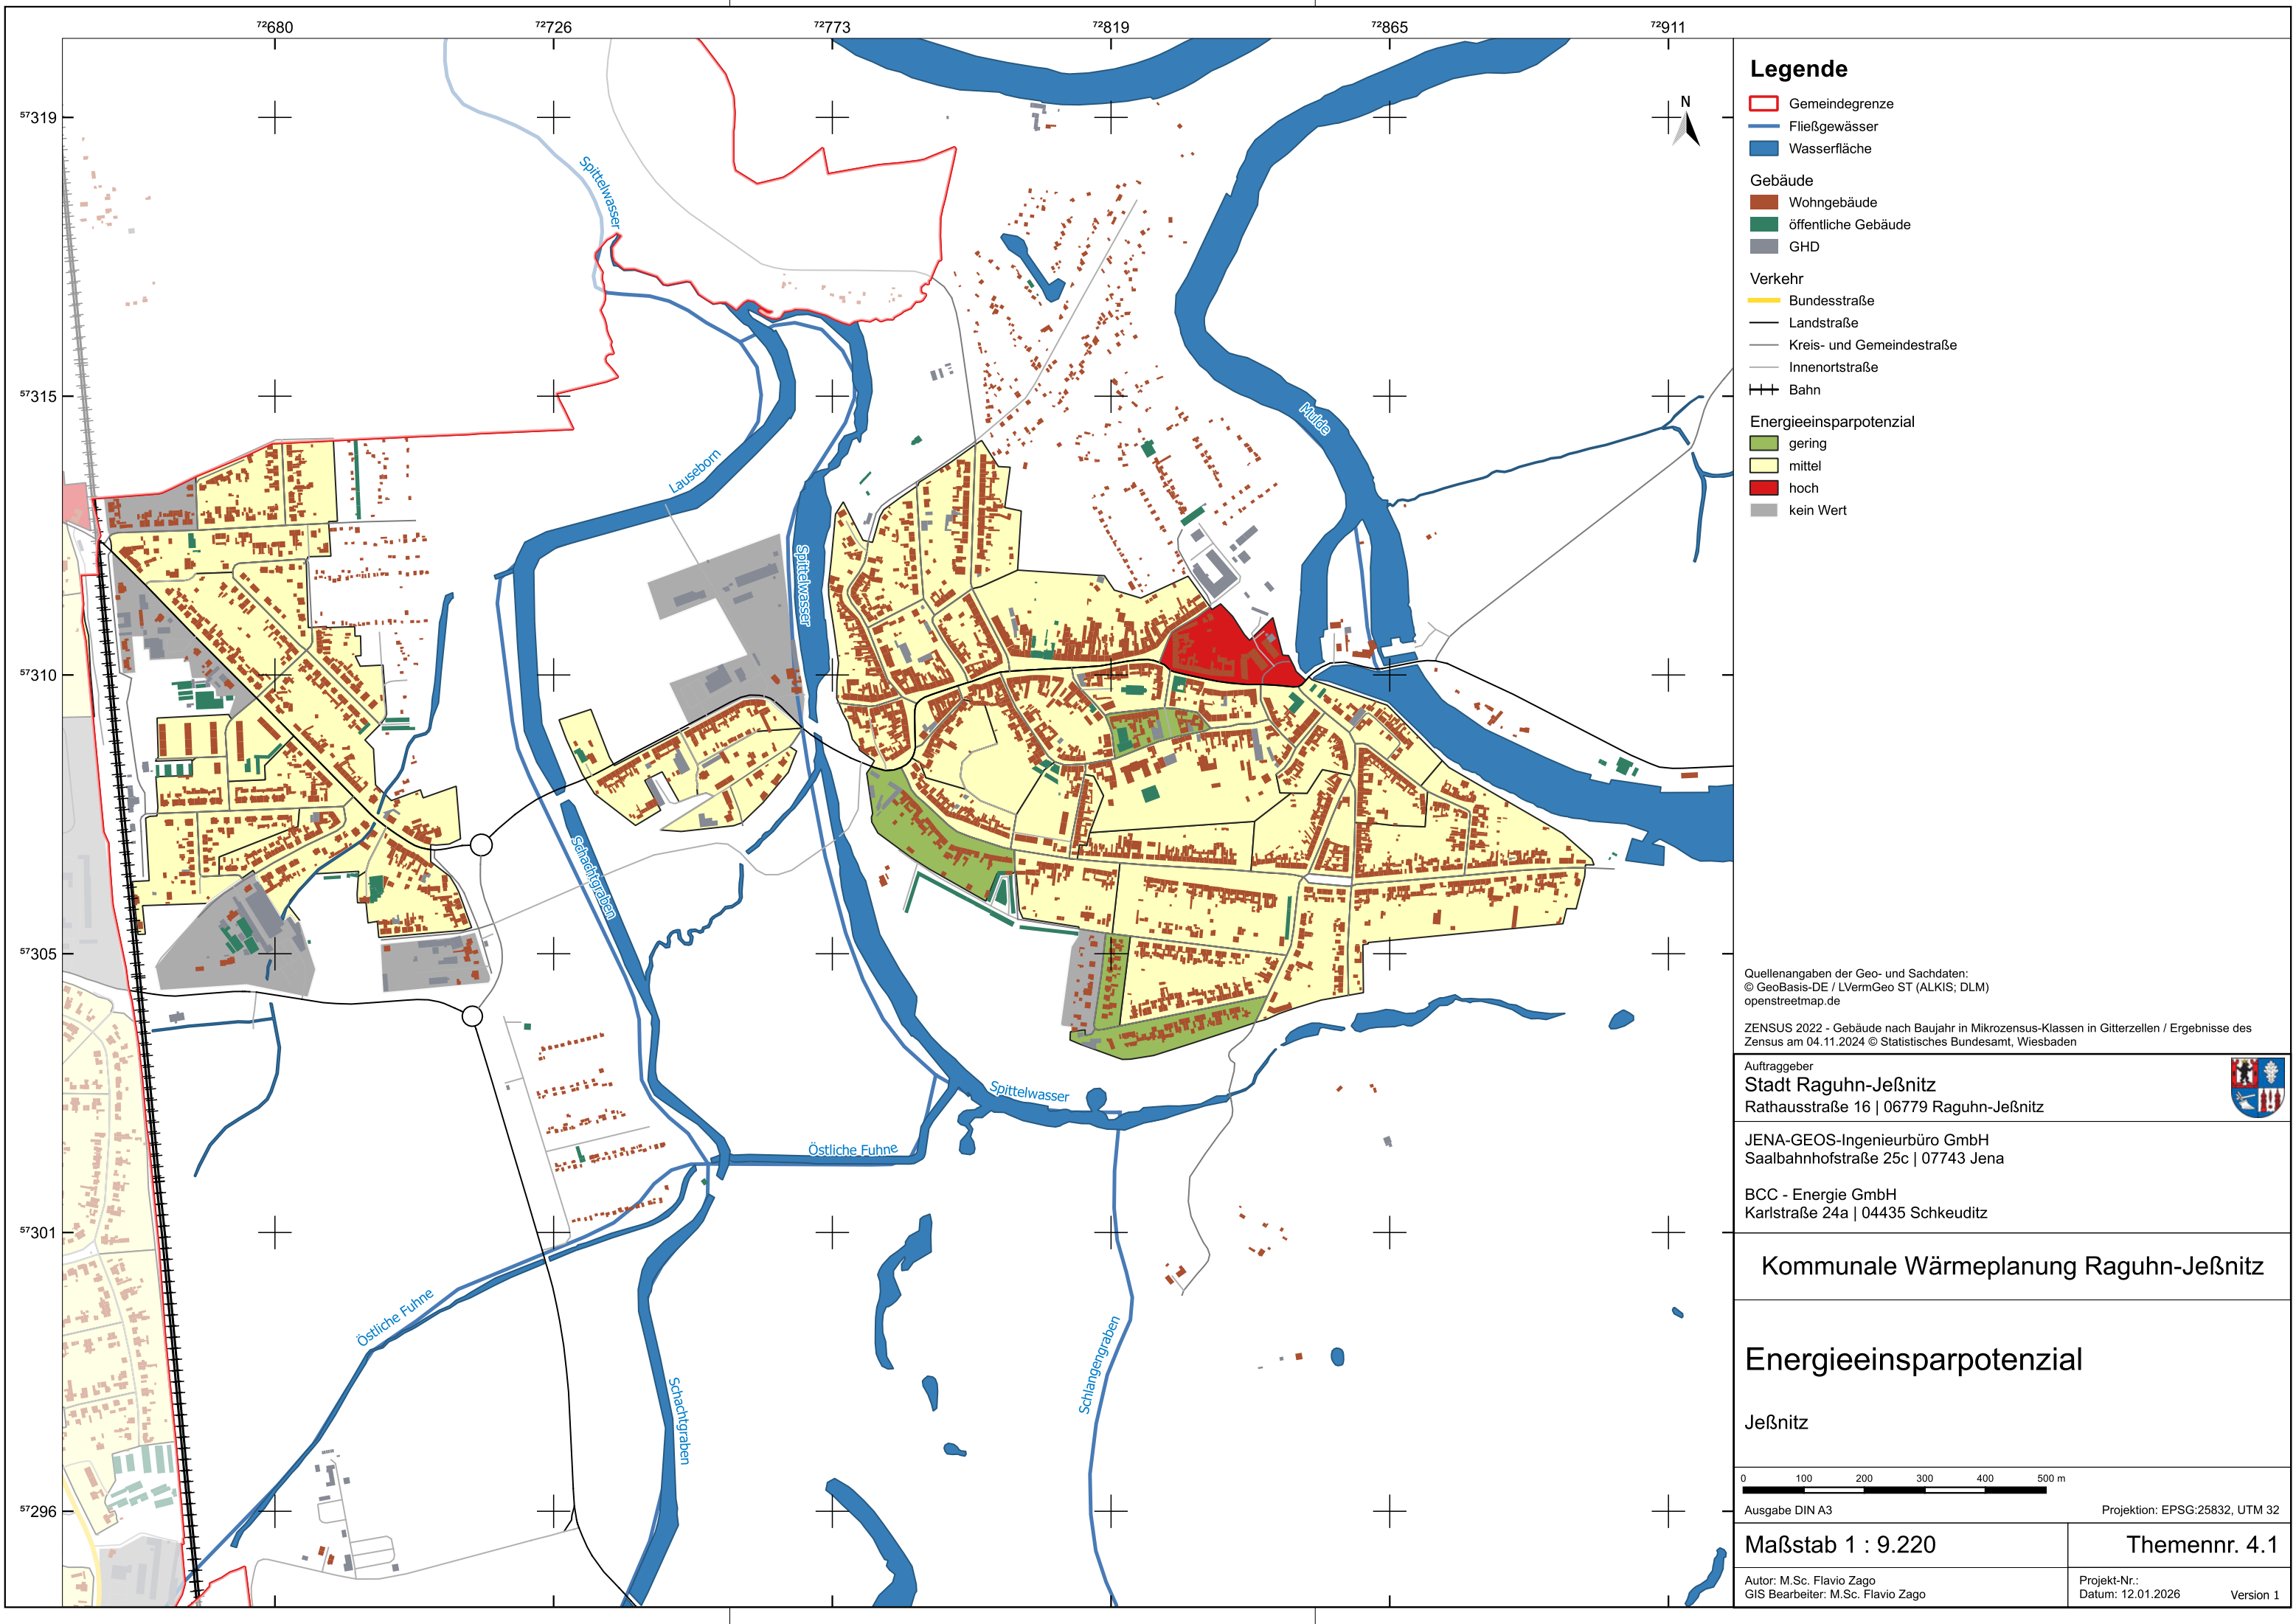 72680
72726
72773
72819
72865
72911
57319
57315
57310
57305
57301
57296
N
Spittelwasser
Lauseborn
Spittelwasser
Mulde
Schachtgraben
Spittelwasser
Östliche Fuhne
Östliche Fuhne
Schachtgraben
Schlangengraben
Legende
Gemeindegrenze
Fließgewässer
Wasserfläche
Gebäude
Wohngebäude
öffentliche Gebäude
GHD
Verkehr
Bundesstraße
Landstraße
Kreis- und Gemeindestraße
Innenortstraße
Bahn
Energieeinsparpotenzial
gering
mittel
hoch
kein Wert
Quellenangaben der Geo- und Sachdaten:
© GeoBasis-DE / LVermGeo ST (ALKIS; DLM)
openstreetmap.de
ZENSUS 2022 - Gebäude nach Baujahr in Mikrozensus-Klassen in Gitterzellen / Ergebnisse des
Zensus am 04.11.2024 © Statistisches Bundesamt, Wiesbaden
Auftraggeber
Stadt Raguhn-Jeßnitz
Rathausstraße 16 | 06779 Raguhn-Jeßnitz
JENA-GEOS-Ingenieurbüro GmbH
Saalbahnhofstraße 25c | 07743 Jena
BCC - Energie GmbH
Karlstraße 24a | 04435 Schkeuditz
Kommunale Wärmeplanung Raguhn-Jeßnitz
Energieeinsparpotenzial
Jeßnitz
0 100 200 300 400 500 m
Ausgabe DIN A3 Projektion: EPSG:25832, UTM 32
Maßstab 1 : 9.220 Themennr. 4.1
Autor: M.Sc. Flavio Zago Projekt-Nr.:
GIS Bearbeiter: M.Sc. Flavio Zago Datum: 12.01.2026 Version 1